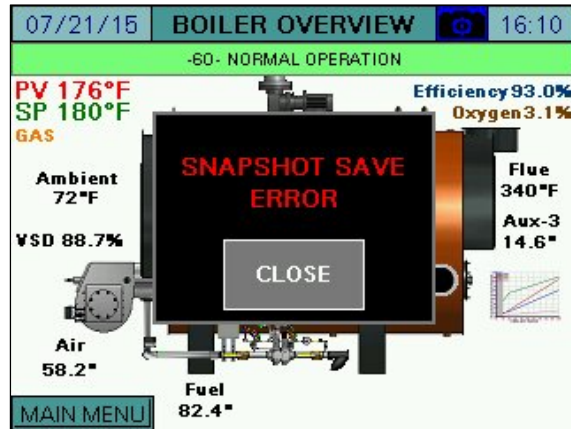 07/21/15 BOILER OVERVIEW 16:10
-60- NORMAL OPERATION
PV 176°F
SP 180°F
GAS
Efficiency 93.0%
Oxygen 3.1%
Ambient
72°F
VSD 88.7%
SNAPSHOT SAVE
ERROR
CLOSE
Flue
340°F
Aux-3
14.6°
Air
58.2°
Fuel
82.4°
MAIN MENU